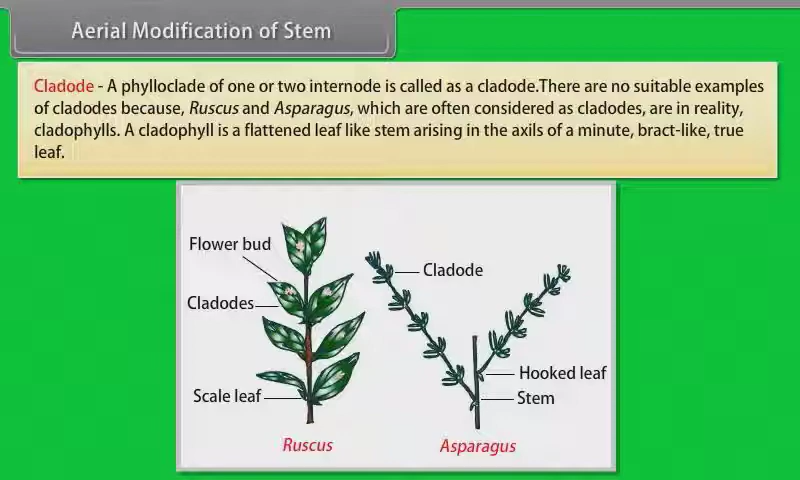 Aerial Modification of Stem
Cladode - A phylloclade of one or two internode is called as a cladode.There are no suitable examples
of cladodes because, Ruscus and Asparagus, which are often considered as cladodes, are in reality,
cladophylls. A cladophyll is a flattened leaf like stem arising in the axils of a minute, bract-like, true
leaf.
Flower bud
Cladodes
Scale leaf
Ruscus
Cladode
Hooked leaf
Stem
Asparagus